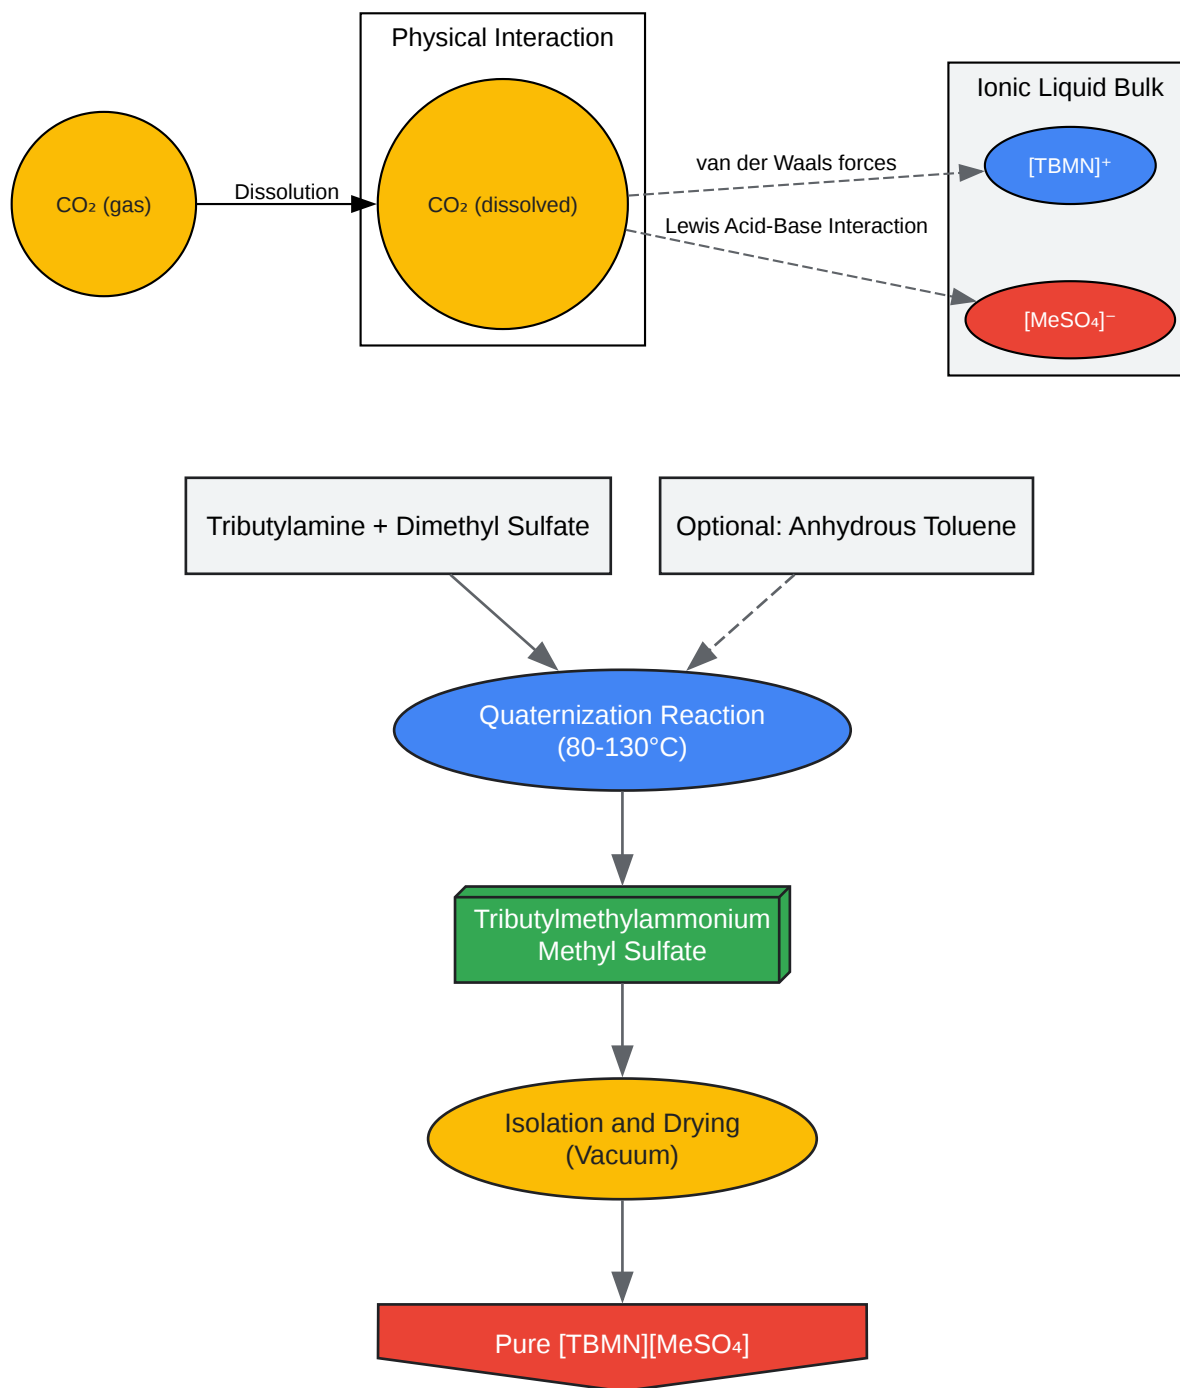 Physical Interaction
Ionic Liquid Bulk
CO₂ (gas)
Dissolution
CO₂ (dissolved)
van der Waals forces
[TBMN]⁺
Lewis Acid-Base Interaction
[MeSO₄]⁻
Tributylamine + Dimethyl Sulfate
Optional: Anhydrous Toluene
Quaternization Reaction
(80-130°C)
Tributylmethylammonium
Methyl Sulfate
Isolation and Drying
(Vacuum)
Pure [TBMN][MeSO₄]